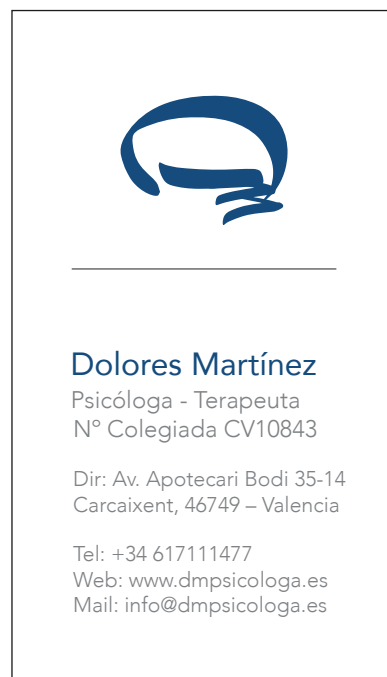 Dolores Martínez
Psicóloga - Terapeuta
Nº Colegiada CV10843
Dir: Av. Apotecari Bodi 35-14
Carcaixent, 46749 – Valencia
Tel: +34 617111477
Web: www.dmpsicologa.es
Mail: info@dmpsicologa.es